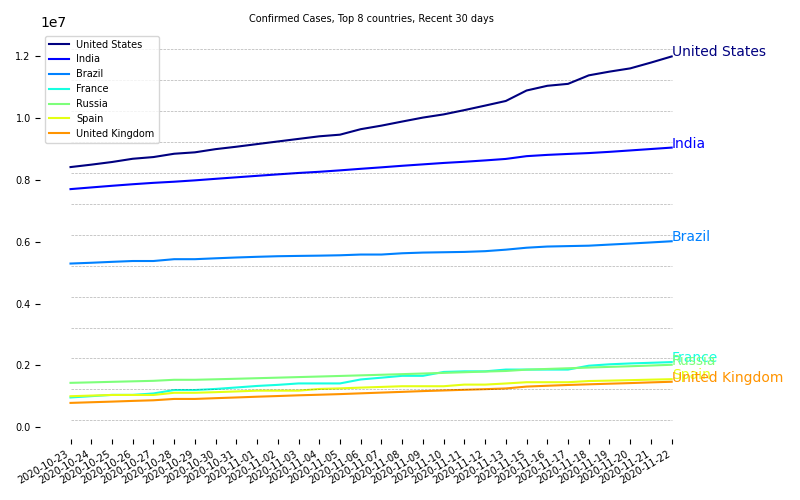 Confirmed Cases, Top 8 countries, Recent 30 days
1e7
United States
India
Brazil
France
Russia
Spain
United Kingdom
1.2
1.0
0.8
0.6
0.4
0.2
0.0
United States
India
Brazil
France
Russia
Spain
United Kingdom
2020-10-23
2020-10-24
2020-10-25
2020-10-26
2020-10-27
2020-10-28
2020-10-29
2020-10-30
2020-10-31
2020-11-01
2020-11-02
2020-11-03
2020-11-04
2020-11-05
2020-11-06
2020-11-07
2020-11-08
2020-11-09
2020-11-10
2020-11-11
2020-11-12
2020-11-13
2020-11-15
2020-11-16
2020-11-17
2020-11-18
2020-11-19
2020-11-20
2020-11-21
2020-11-22